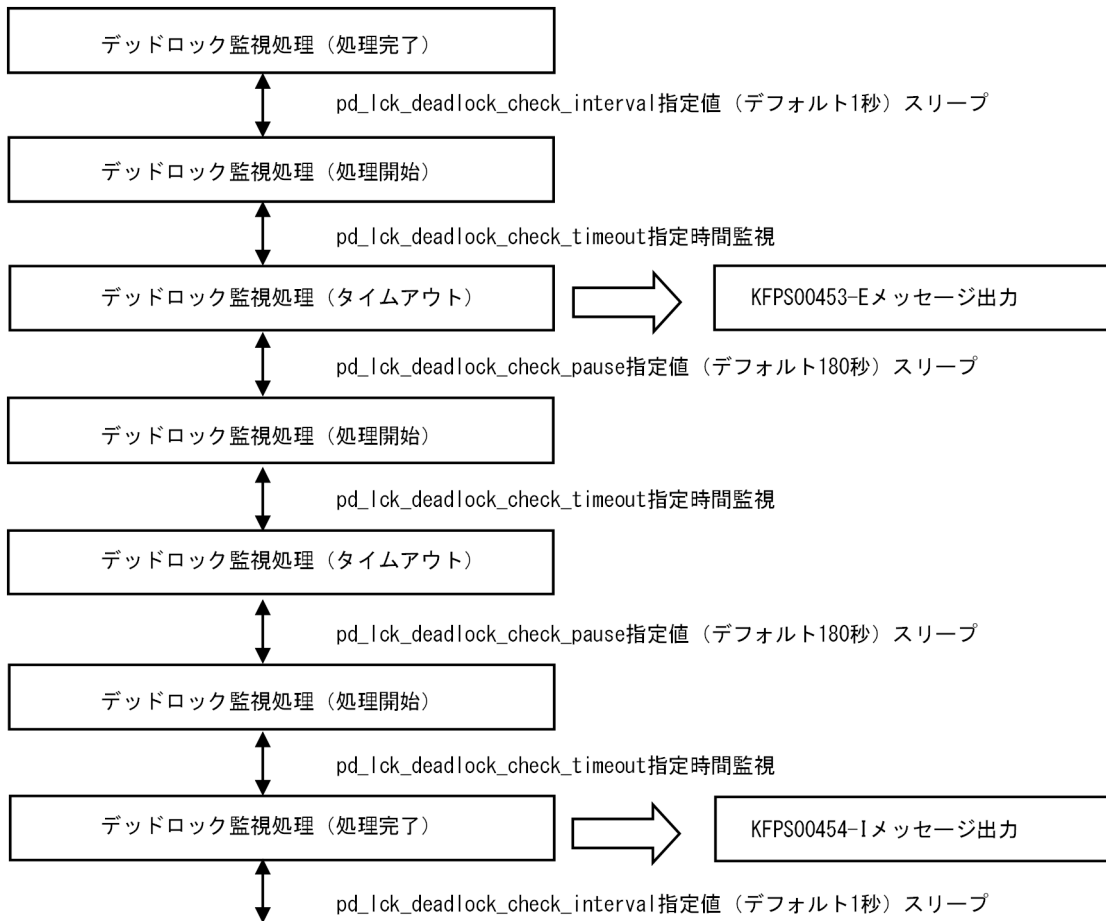 デッドロック監視処理（処理完了）
pd_lck_deadlock_check_interval指定値（デフォルト1秒）スリープ
デッドロック監視処理（処理開始）
pd_lck_deadlock_check_timeout指定時間監視
デッドロック監視処理（タイムアウト）
KFPS00453-Eメッセージ出力
pd_lck_deadlock_check_pause指定値（デフォルト180秒）スリープ
デッドロック監視処理（処理開始）
pd_lck_deadlock_check_timeout指定時間監視
デッドロック監視処理（タイムアウト）
pd_lck_deadlock_check_pause指定値（デフォルト180秒）スリープ
デッドロック監視処理（処理開始）
pd_lck_deadlock_check_timeout指定時間監視
デッドロック監視処理（処理完了）
KFPS00454-Iメッセージ出力
pd_lck_deadlock_check_interval指定値（デフォルト1秒）スリープ